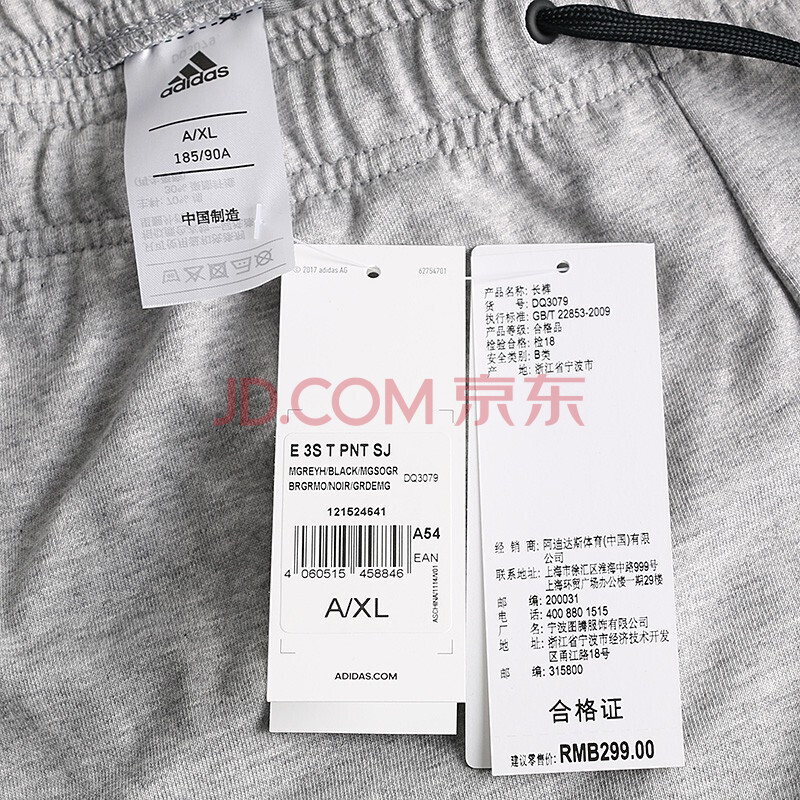 adidas
A/XL
185/90A
中国制造
© 2017 adidas AG
62754701
E 3S T PNT SJ
MGREYH/BLACK/MGSOGR
BRGRMO/NOIR/GRDEMG
DQ3079
121524641
A54
EAN
4 060515 458846
ASCHINA1114/V01
A/XL
ADIDAS.COM
产品名称: 长裤
货 号: DQ3079
执行标准: GB/T 22853-2009
产品等级: 合格品
检验合格: 检18
安全类别: B类
产 地: 浙江省宁波市
JD.COM 京东
经 销 商: 阿迪达斯体育(中国)有限
公司
联系地址: 上海市徐汇区淮海中路999号
上海环贸广场办公楼一期29楼
邮 编: 200031
电 话: 400 880 1515
厂 名: 宁波图腾服饰有限公司
地 址: 浙江省宁波市经济技术开发
区甬江路18号
邮 编: 315800
合格证
建议零售价: RMB299.00